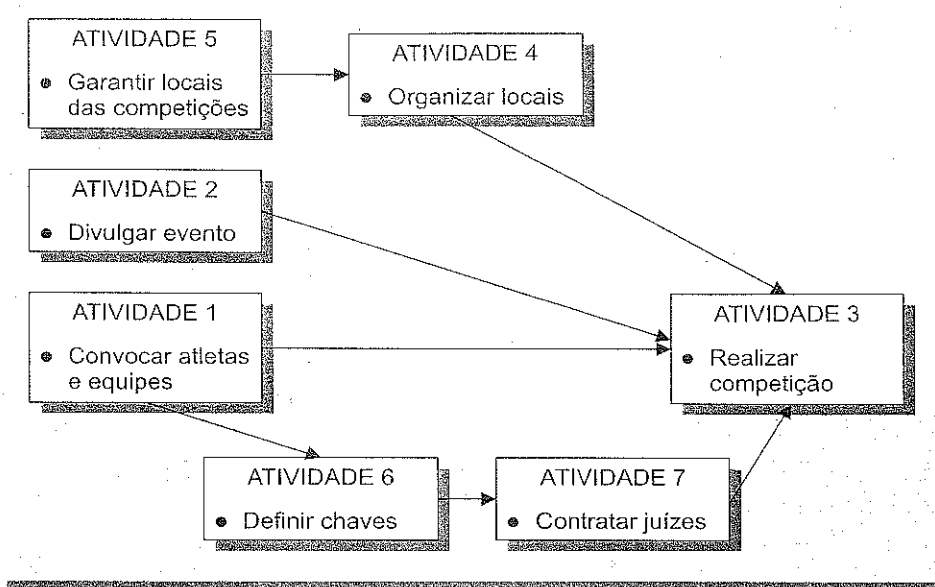 ATIVIDADE 5
• Garantir locais
das competições
ATIVIDADE 4
• Organizar locais
ATIVIDADE 2
• Divulgar evento
ATIVIDADE 1
• Convocar atletas
e equipes
ATIVIDADE 3
• Realizar
competição
ATIVIDADE 6
• Definir chaves
ATIVIDADE 7
• Contratar juízes